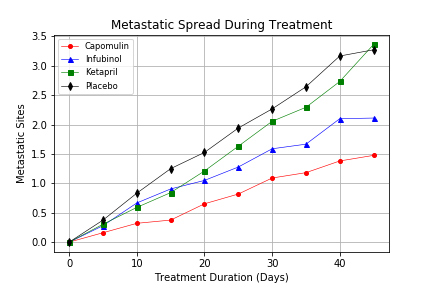 Metastatic Spread During Treatment
Capomulin
Infubinol
Ketapril
Placebo
Metastatic Sites
3.5
3.0
2.5
2.0
1.5
1.0
0.5
0.0
0 10 20 30 40
Treatment Duration (Days)